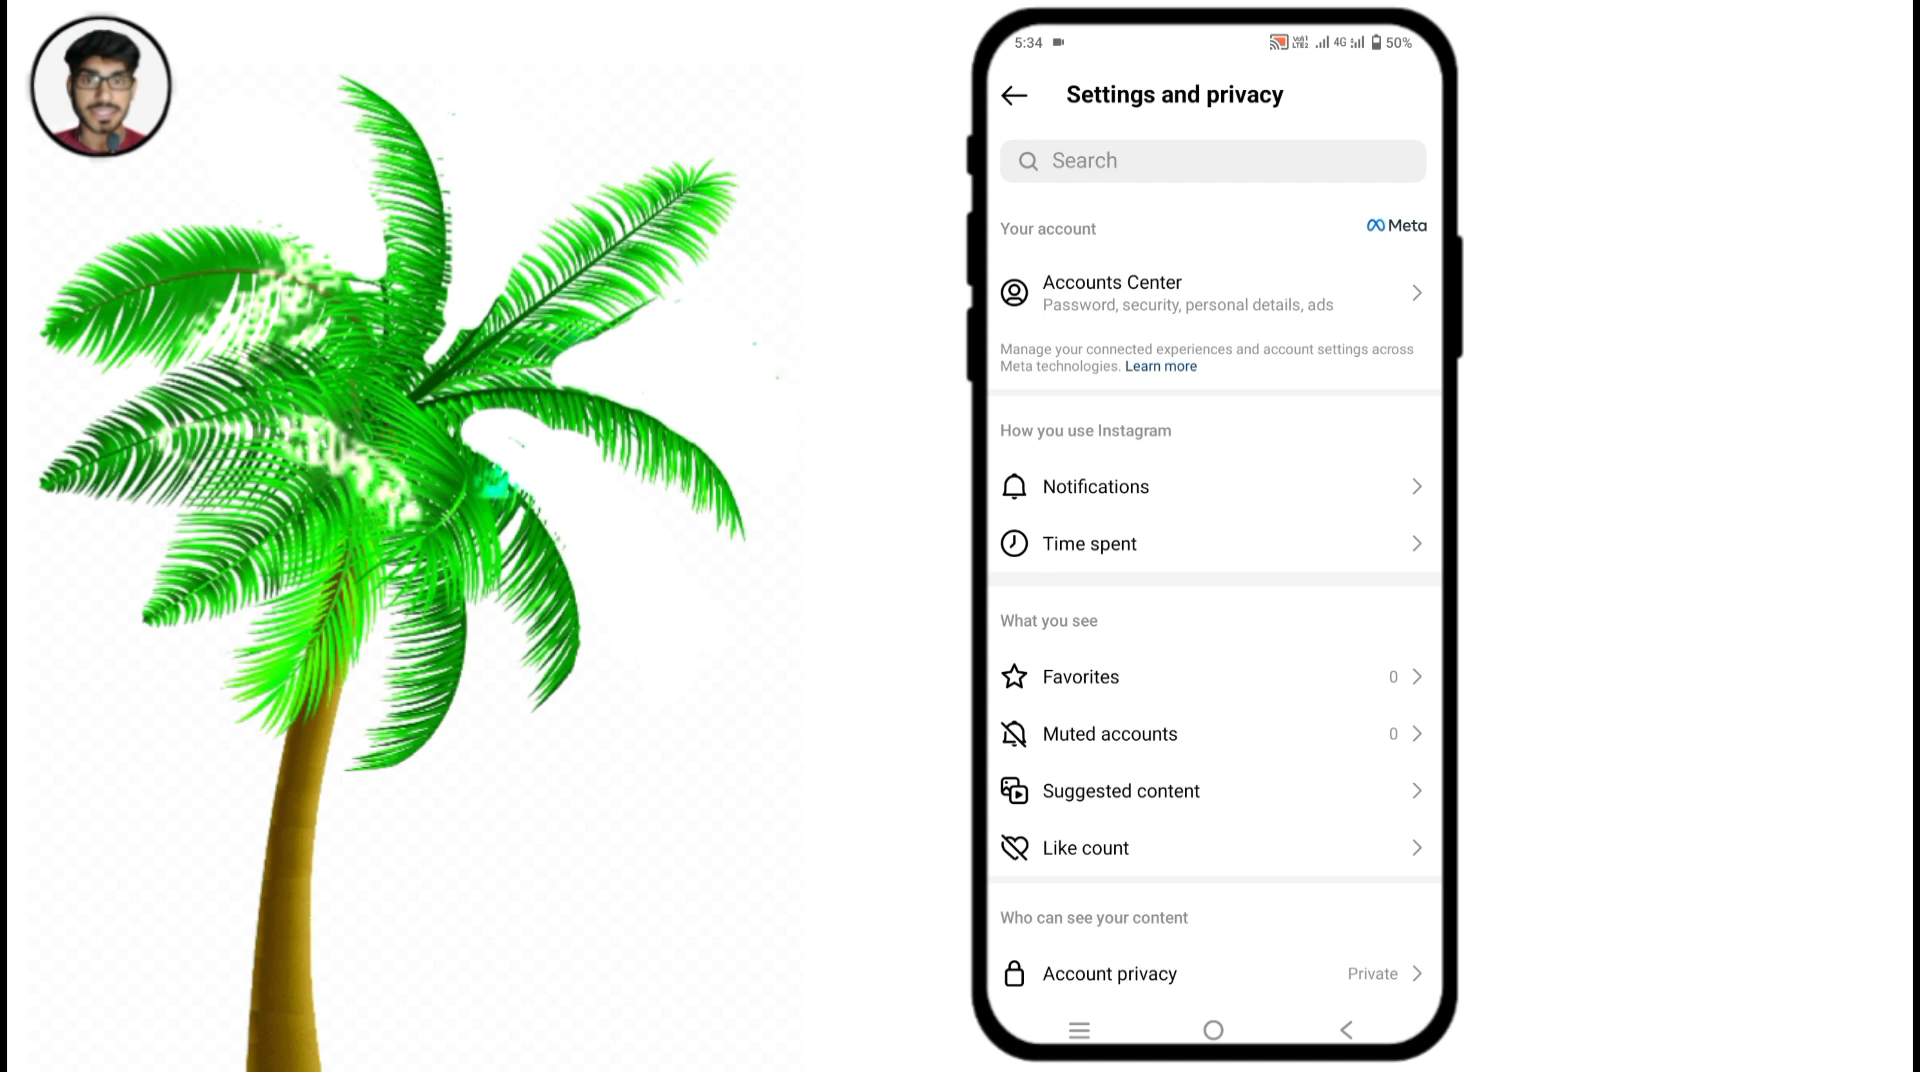 5:34
4G
50%
Settings and privacy
Search
Your account
Meta
Accounts Center
Password, security, personal details, ads
Manage your connected experiences and account settings across
Meta technologies. Learn more
How you use Instagram
Notifications
Time spent
What you see
Favorites 0
Muted accounts 0
Suggested content
Like count
Who can see your content
Account privacy Private